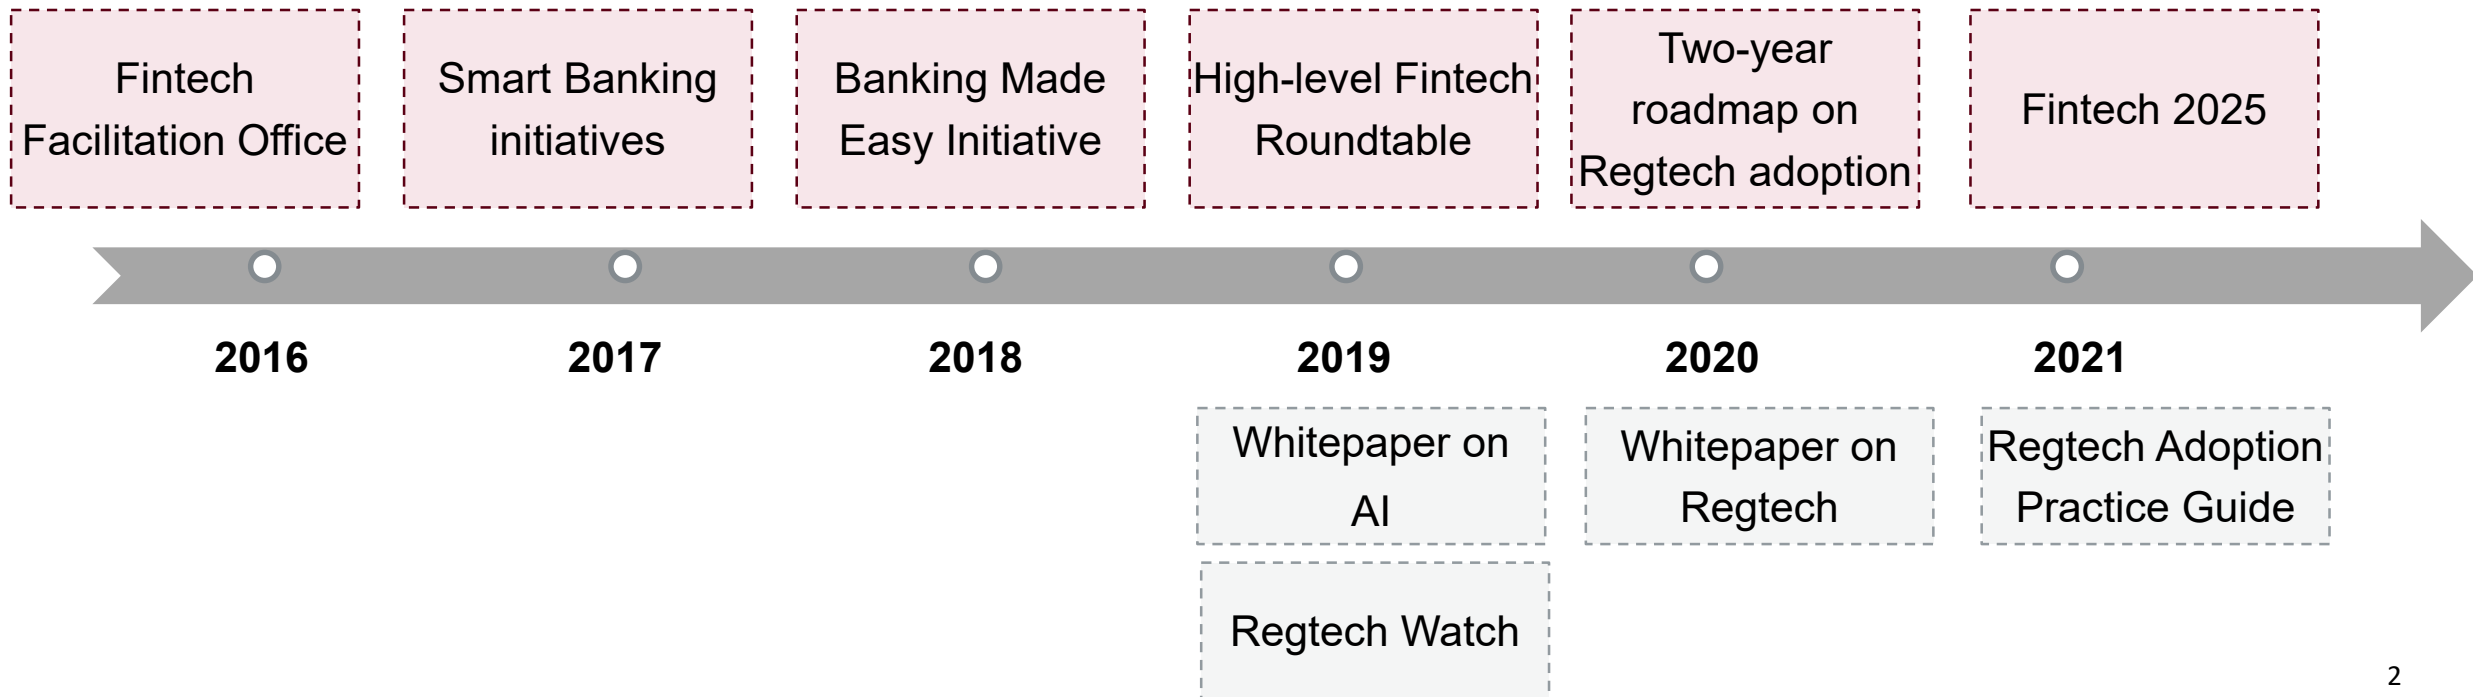 Fintech
Facilitation Office
Smart Banking
initiatives
Banking Made
Easy Initiative
High-level Fintech
Roundtable
Two-year
roadmap on
Regtech adoption
Fintech 2025
2016
2017
2018
2019
2020
2021
Whitepaper on
AI
Whitepaper on
Regtech
Regtech Adoption
Practice Guide
Regtech Watch
2